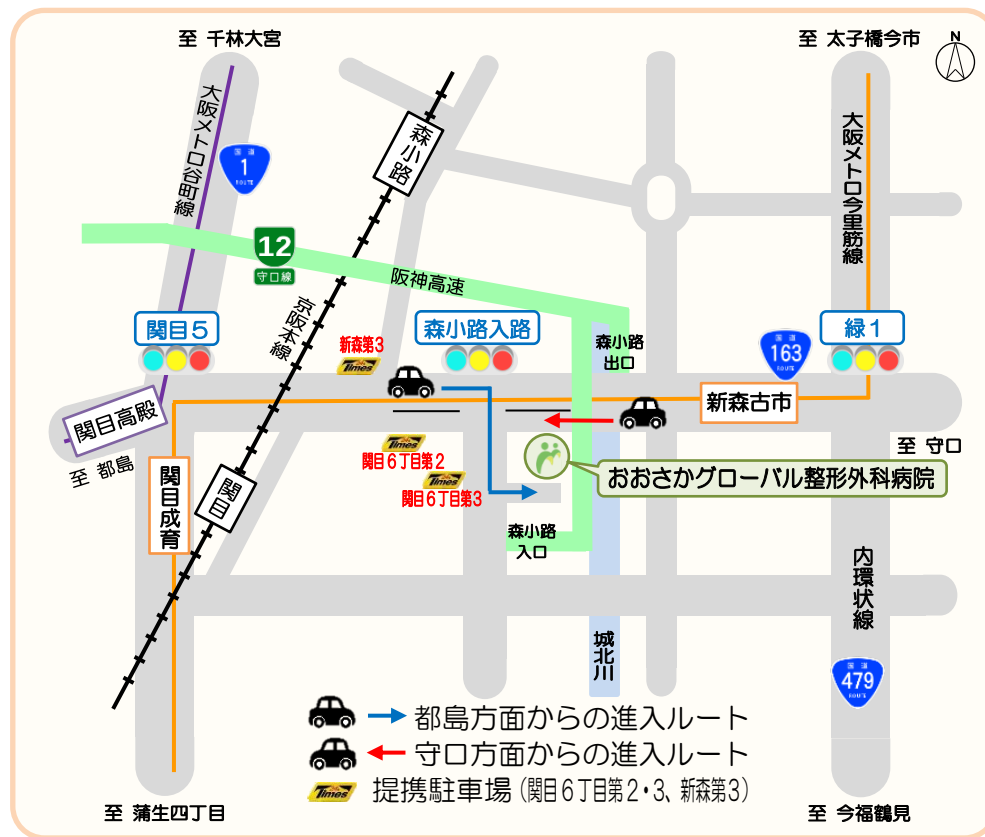 至 千林大宮
至 太子橋今市
N
大阪メトロ谷町線
国道
1
ROUTE
森小路
大阪メトロ今里筋線
12
守口線
阪神高速
京阪本線
関目5
新森第3
Times
森小路入路
森小路
出口
国道
163
ROUTE
緑1
関目高殿
至 都島
新森古市
至 守口
Times
関目6丁目第2
Times
関目6丁目第3
おおさかグローバル整形外科病院
関目成育
関目
森小路
入口
内環状線
城北川
国道
479
ROUTE
都島方面からの進入ルート
守口方面からの進入ルート
Times
提携駐車場(関目6丁目第2・3、新森第3)
至 蒲生四丁目
至 今福鶴見